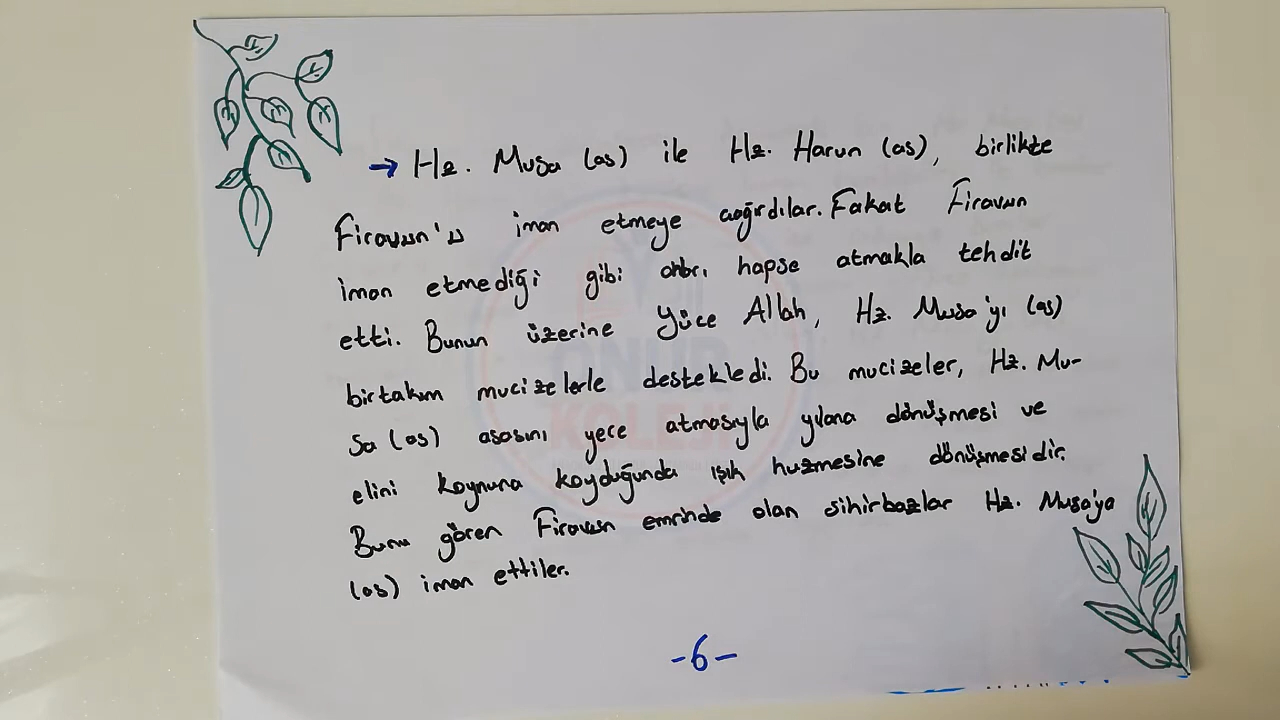 → Hz. Musa (as) ile Hz. Harun (as), birlikte
Firavun'u iman etmeye çağırdılar. Fakat Firavun
iman etmediği gibi onları hapse atmakla tehdit
etti. Bunun üzerine Yüce Allah, Hz. Musa'yı (as)
birtakım mucizelerle destekledi. Bu mucizeler, Hz. Mu-
sa (as) asasını yere atmasıyla yılana dönüşmesi ve
elini koynuna koyduğunda ışık huzmesine dönüşmesidir.
Bunu gören Firavun emrinde olan sihirbazlar Hz. Musa'ya
(as) iman ettiler.
-6-
ONUR
KOLEJİ